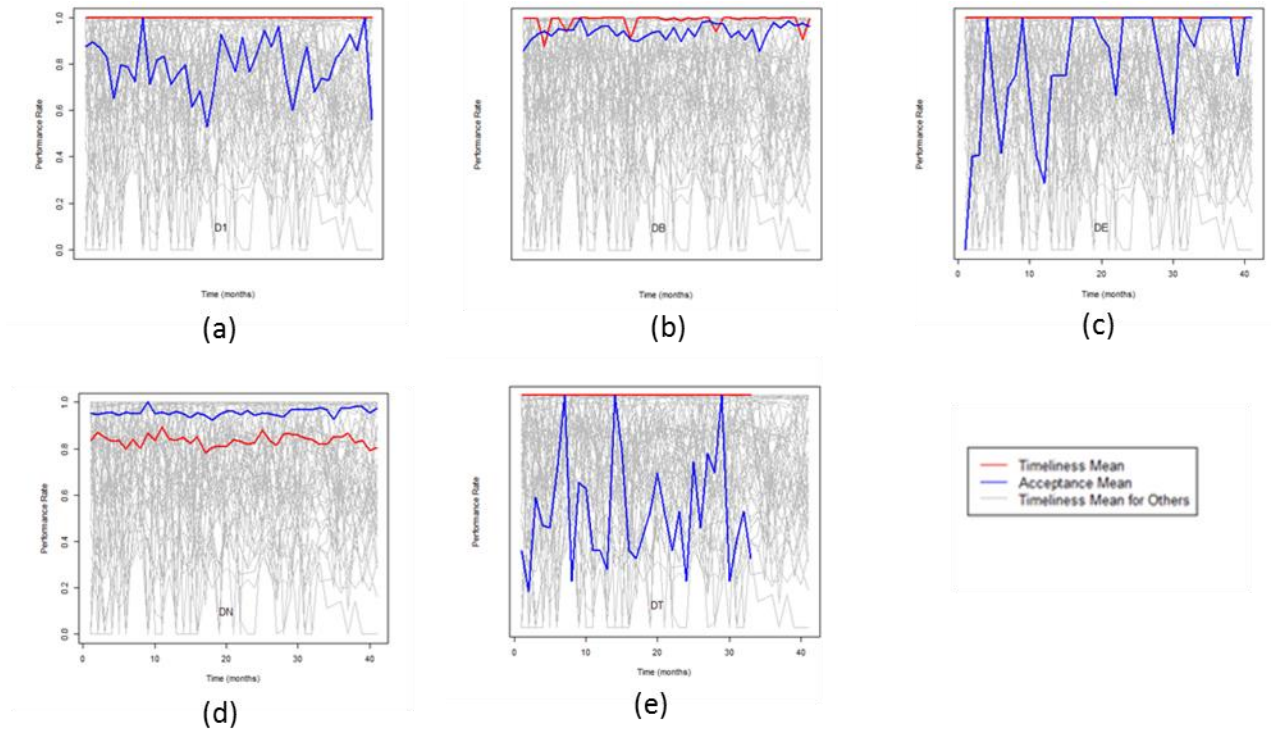 Performance Rate
1.0
0.8
0.6
0.4
0.2
0.0
D1
Time (months)
(a)
Performance Rate
DB
Time (months)
(b)
Performance Rate
DE
0 10 20 30 40
Time (months)
(c)
Performance Rate
1.0
0.8
0.6
0.4
0.2
0.0
DN
0 10 20 30 40
Time (months)
(d)
Performance Rate
DT
0 10 20 30 40
Time (months)
(e)
Timeliness Mean
Acceptance Mean
Timeliness Mean for Others